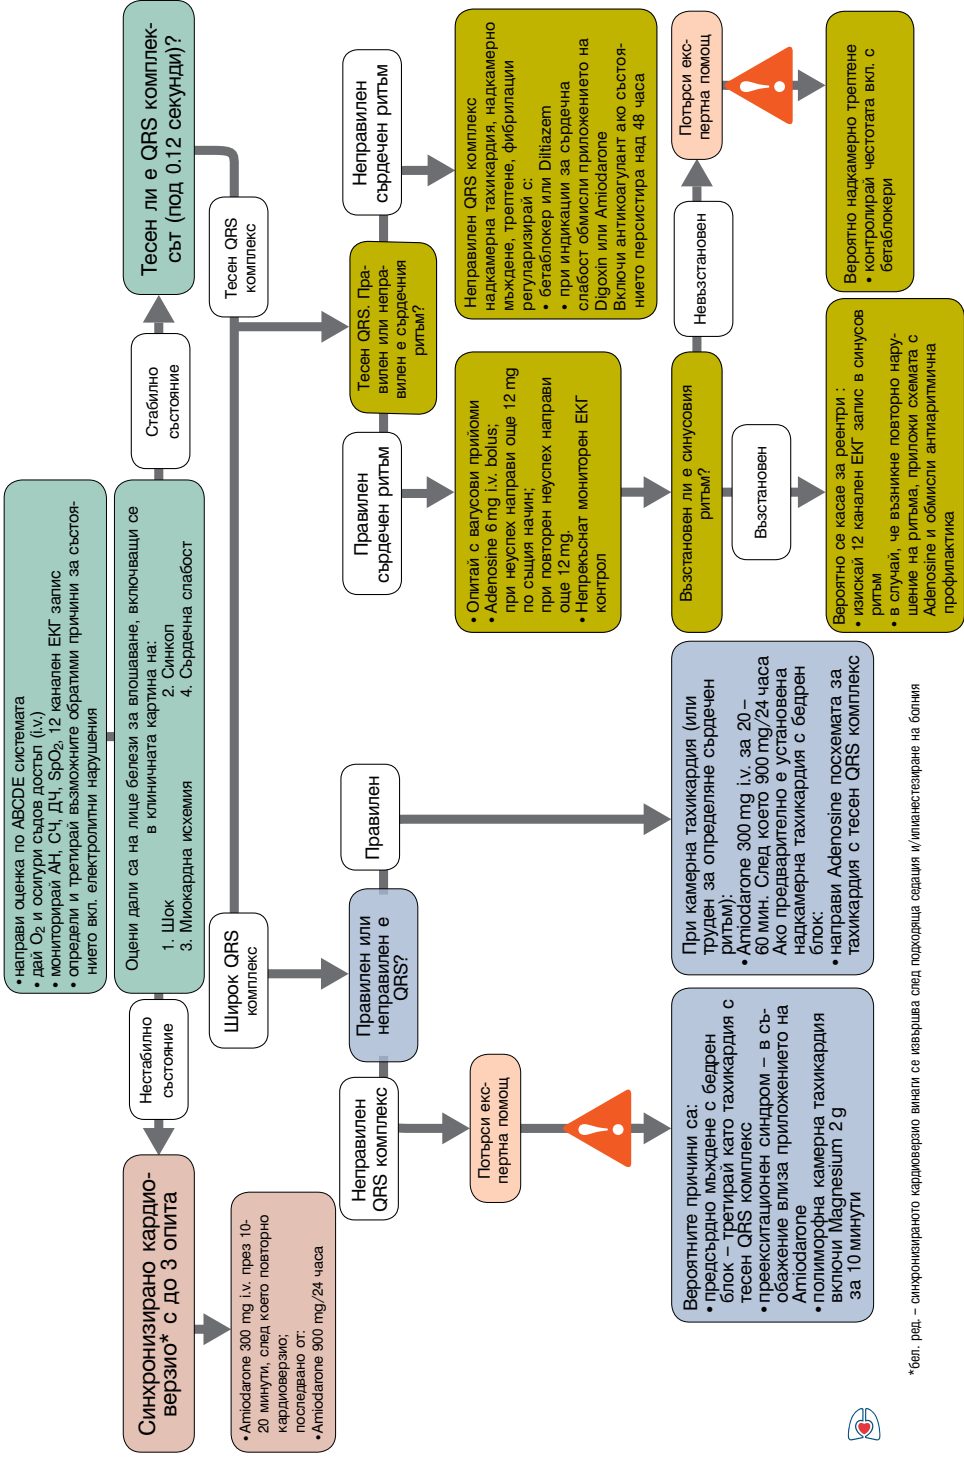 • направи оценка по ABCDE системата
• дай O₂ и осигури съдов достъп (i.v.)
• мониторирай АН, СЧ, ДЧ, SpO₂, 12 канален ЕКГ запис
• определи и третирай възможните обратими причини за състоя-
нието вкл. електролитни нарушения
Оцени дали са на лице белези за влошаване, включващи се
в клиничната картина на:
1. Шок 2. Синкоп
3. Миокардна исхемия 4. Сърдечна слабост
Нестабилно
състояние
Стабилно
състояние
Синхронизирано кардио-
верзио* с до 3 опита
• Amiodarone 300 mg i.v. през 10-
20 минути, след което повторно
кардиоверзио;
последвано от:
• Amiodarone 900 mg/24 часа
Тесен ли е QRS комплек-
сът (под 0.12 секунди)?
Широк QRS
комплекс
Тесен QRS
комплекс
Правилен или
неправилен е
QRS?
Неправилен
QRS комплекс
Правилен
Потърси екс-
пертна помощ
Вероятните причини са:
• предсърдно мъждене с бедрен
блок – третирай като тахикардия с
тесен QRS комплекс
• преекситационен синдром – в съ-
обажение влиза приложението на
Amiodarone
• полиморфна камерна тахикардия
включи Magnesium 2 g
за 10 минути
При камерна тахикардия (или
труден за определяне сърдечен
ритъм):
• Amiodarone 300 mg i.v. за 20 –
60 мин. След което 900 mg/24 часа
Ако предварително е установена
надкамерна тахикардия с бедрен
блок:
• направи Adenosine посхемата за
тахикардия с тесен QRS комплекс
Тесен QRS. Пра-
вилен или непра-
вилен е сърдечния
ритъм?
Правилен
сърдечен ритъм
Неправилен
сърдечен ритъм
• Опитай с вагусови прийоми
• Adenosine 6 mg i.v. bolus;
при неуспех направи още 12 mg
по същия начин;
при повторен неуспех направи
още 12 mg.
• Непрекъснат мониторен ЕКГ
контрол
Неправилен QRS комплекс
надкамерна тахикардия, надкамерно
мъждене, трептене, фибрилации
регуларизирай с:
• бетаблокер или Diltiazem
• при индикации за сърдечна
слабост обмисли приложението на
Digoxin или Amiodarone
Включи антикоагулант ако състоя-
нието персистира над 48 часа
Възстановен ли е синусовия
ритъм?
Възстановен
Невъзстановен
Потърси екс-
пертна помощ
Вероятно се касае за реентри :
• изискай 12 канален ЕКГ запис в синусов
ритъм
• в случай, че възникне повторно нару-
шение на ритъма, приложи схемата с
Adenosine и обмисли антиаритмична
профилактика
Вероятно надкамерно трептене
• контролирай честотата вкл. с
бетаблокери
*бел. ред. – синхронизираното кардиоверзио винаги се извършва след подходяща седация и/илианестезиране на болния